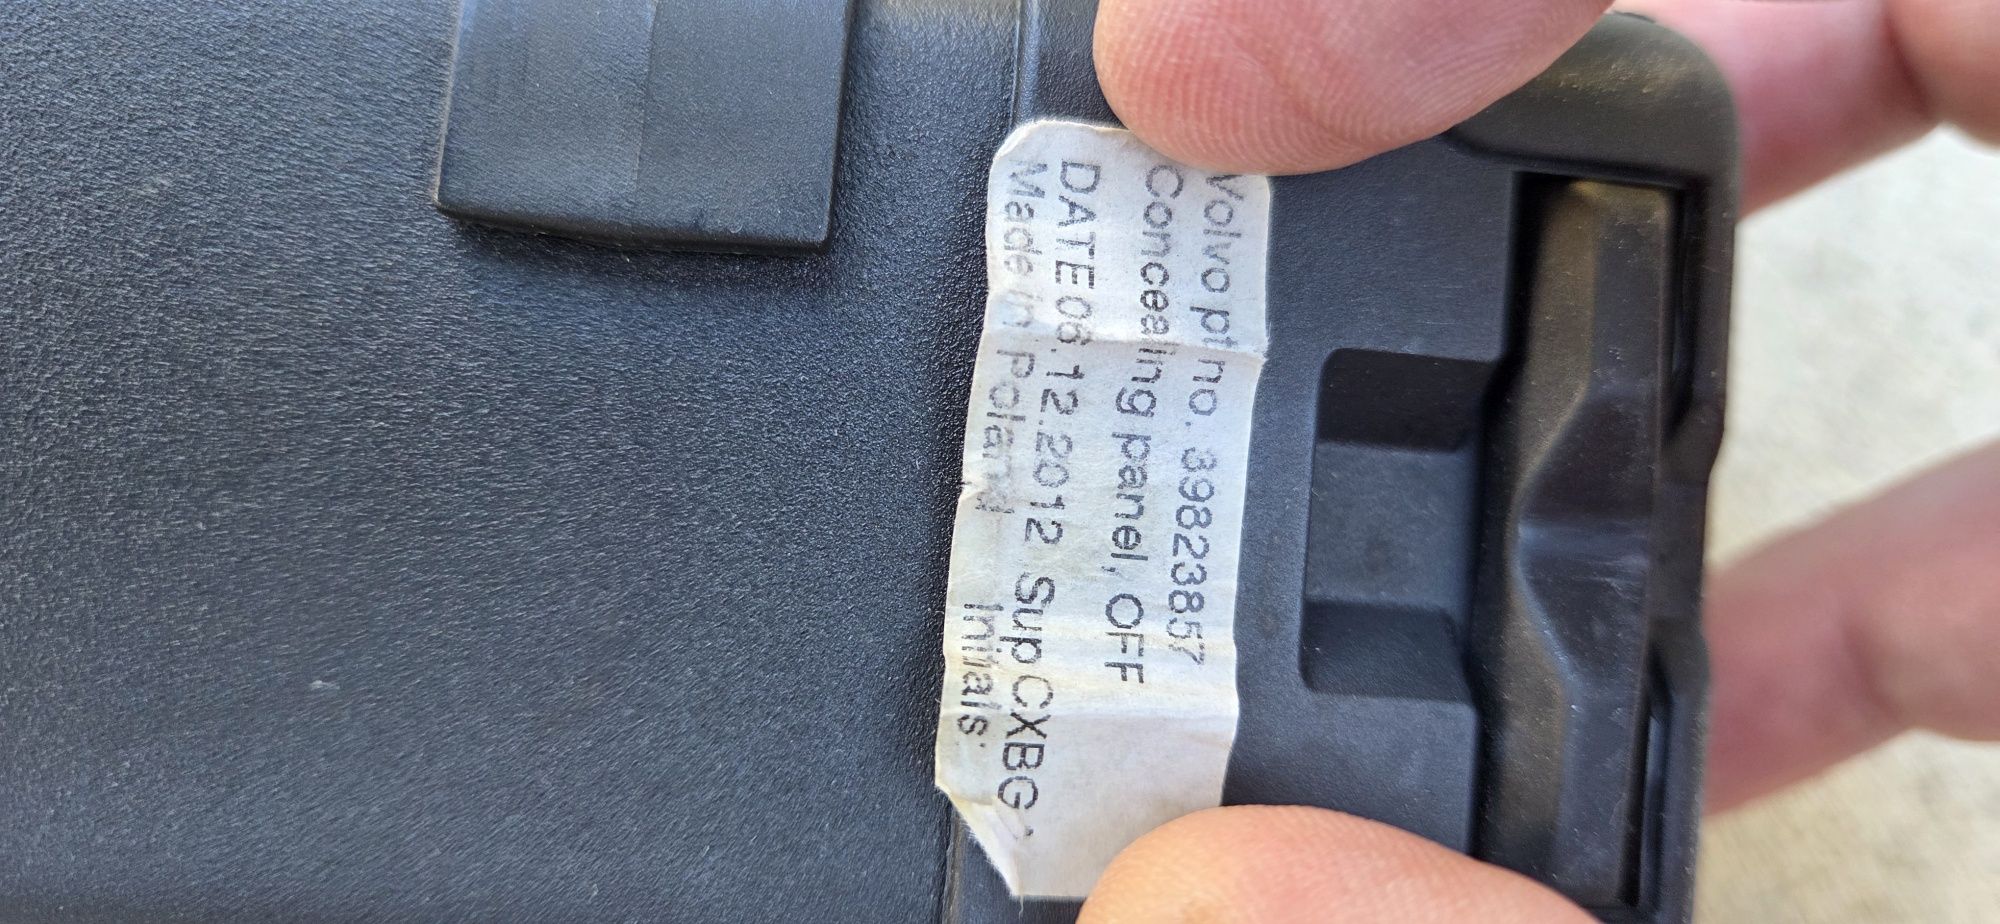 Volvo pt no. 39823857
Concealing panel, OFF
DATE 06.12.2012 Sup CXBG
Made in Poland Initials: